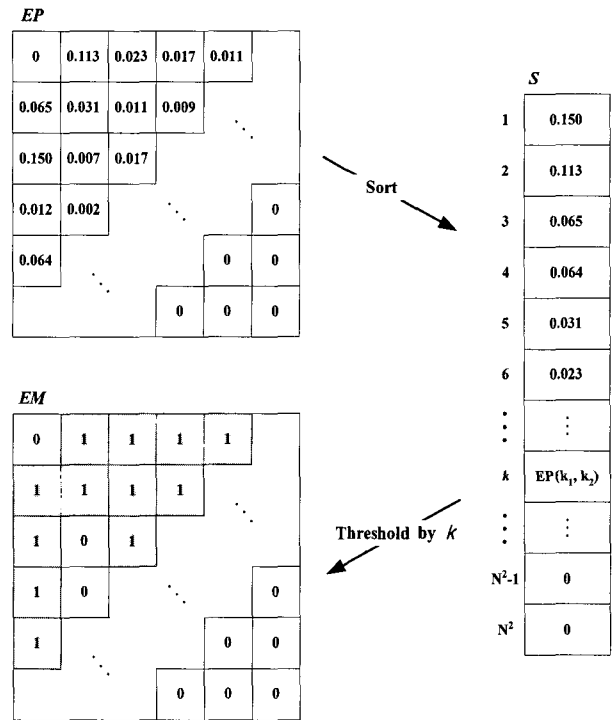 EP
0 0.113 0.023 0.017 0.011
0.065 0.031 0.011 0.009
0.150 0.007 0.017
0.012 0.002 0
0.064 0 0
0 0 0
Sort
S
1 0.150
2 0.113
3 0.065
4 0.064
5 0.031
6 0.023
k EP(k₁, k₂)
N²-1 0
N² 0
Threshold by k
EM
0 1 1 1 1
1 1 1 1
1 0 1
1 0 0
1 0 0
0 0 0